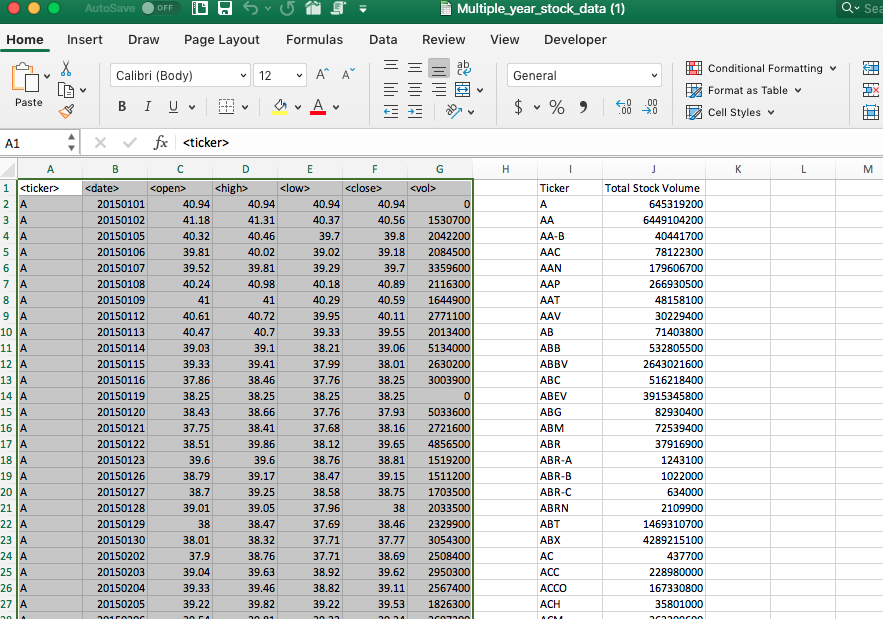 AutoSave OFF Multiple_year_stock_data (1) Sea
Home Insert Draw Page Layout Formulas Data Review View Developer
Paste
Calibri (Body) 12 A^ A
B I U A
ab
General
$ % 9 .00 .00
Conditional Formatting
Format as Table
Cell Styles
A1 fx <ticker>
A B C D E F G H I J K L M
1 <ticker> <date> <open> <high> <low> <close> <vol> Ticker Total Stock Volume
2 A 20150101 40.94 40.94 40.94 40.94 0 A 645319200
3 A 20150102 41.18 41.31 40.37 40.56 1530700 AA 6449104200
4 A 20150105 40.32 40.46 39.7 39.8 2042200 AA-B 40441700
5 A 20150106 39.81 40.02 39.02 39.18 2084500 AAC 78122300
6 A 20150107 39.52 39.81 39.29 39.7 3359600 AAN 179606700
7 A 20150108 40.24 40.98 40.18 40.89 2116300 AAP 266930500
8 A 20150109 41 41 40.29 40.59 1644900 AAT 48158100
9 A 20150112 40.61 40.72 39.95 40.11 2771100 AAV 30229400
10 A 20150113 40.47 40.7 39.33 39.55 2013400 AB 71403800
11 A 20150114 39.03 39.1 38.21 39.06 5134000 ABB 532805500
12 A 20150115 39.33 39.41 37.99 38.01 2630200 ABBV 2643021600
13 A 20150116 37.86 38.46 37.76 38.25 3003900 ABC 516218400
14 A 20150119 38.25 38.25 38.25 38.25 0 ABEV 3915345800
15 A 20150120 38.43 38.66 37.76 37.93 5033600 ABG 82930400
16 A 20150121 37.75 38.41 37.68 38.16 2721600 ABM 72539400
17 A 20150122 38.51 39.86 38.12 39.65 4856500 ABR 37916900
18 A 20150123 39.6 39.6 38.76 38.81 1519200 ABR-A 1243100
19 A 20150126 38.79 39.17 38.47 39.15 1511200 ABR-B 1022000
20 A 20150127 38.7 39.25 38.58 38.75 1703500 ABR-C 634000
21 A 20150128 39.01 39.05 37.96 38 2033500 ABRN 2109900
22 A 20150129 38 38.47 37.69 38.46 2329900 ABT 1469310700
23 A 20150130 38.01 38.32 37.71 37.77 3054300 ABX 4289215100
24 A 20150202 37.9 38.76 37.71 38.69 2508400 AC 437700
25 A 20150203 39.04 39.63 38.92 39.62 2950300 ACC 228980000
26 A 20150204 39.33 39.46 38.82 39.11 2567400 ACCO 167330800
27 A 20150205 39.22 39.82 39.22 39.53 1826300 ACH 35801000